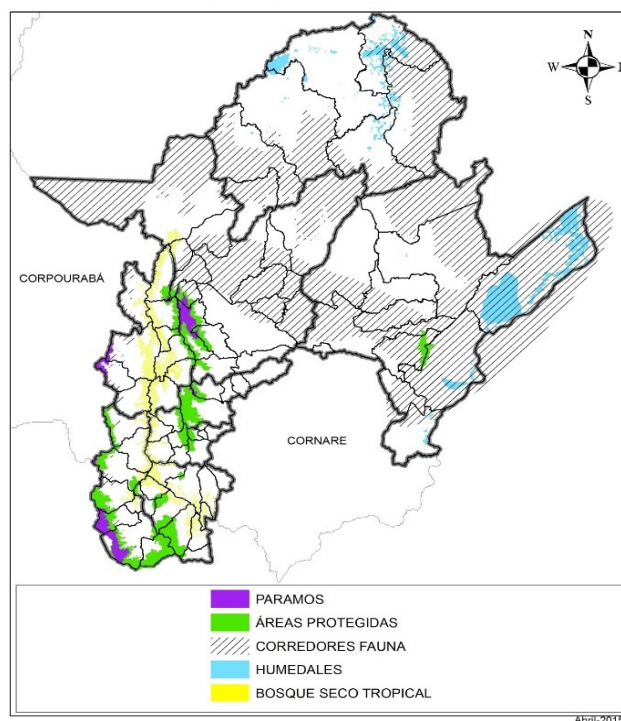 N
W
E
S
CORPOURABÁ
CORNARE
PARAMOS
ÁREAS PROTEGIDAS
CORREDORES FAUNA
HUMEDALES
BOSQUE SECO TROPICAL